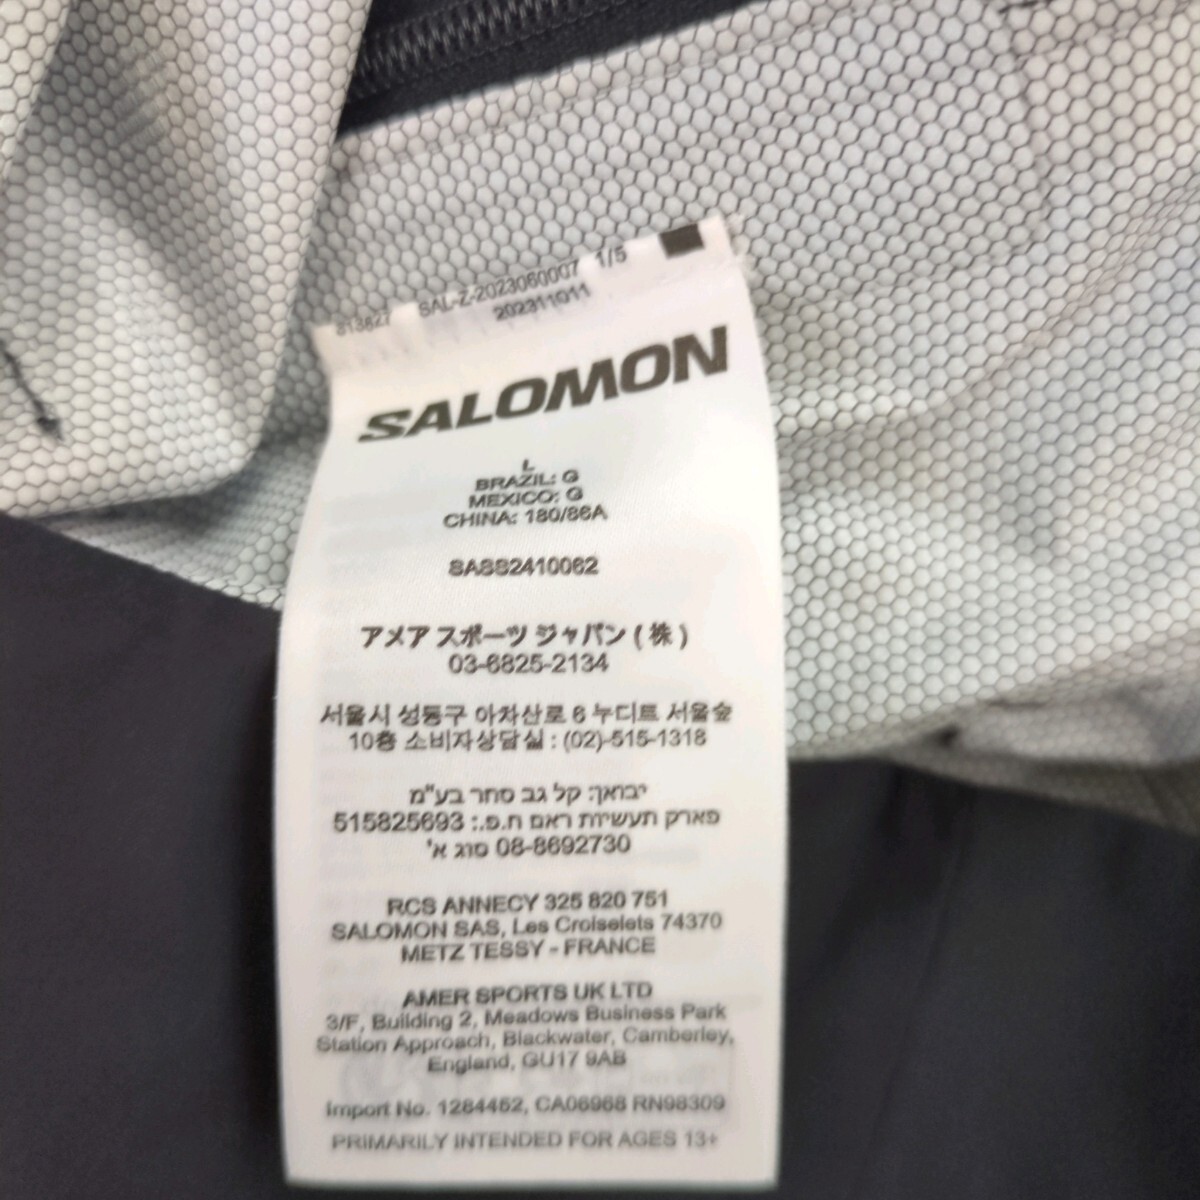 313827 SAL-Z-2023060007 1/5
20231101
SALOMON
L
BRAZIL: G
MEXICO: G
CHINA: 180/86A
SASS2410062
アメア スポーツ ジャパン ( 株 )
03-6825-2134
서울시 성동구 아차산로 6 누디트 서울숲
10층 소비자상담실 : (02)-515-1318
יבואן: קל גב סחר בע"מ
פארק תעשיות ראם ח.פ.: 515825693
08-8692730 סוג א'
RCS ANNECY 325 820 751
SALOMON SAS, Les Croiselets 74370
METZ TESSY - FRANCE
AMER SPORTS UK LTD
3/F, Building 2, Meadows Business Park
Station Approach, Blackwater, Camberley,
England, GU17 9AB
Import No. 1284452, CA06968 RN98309
PRIMARILY INTENDED FOR AGES 13+